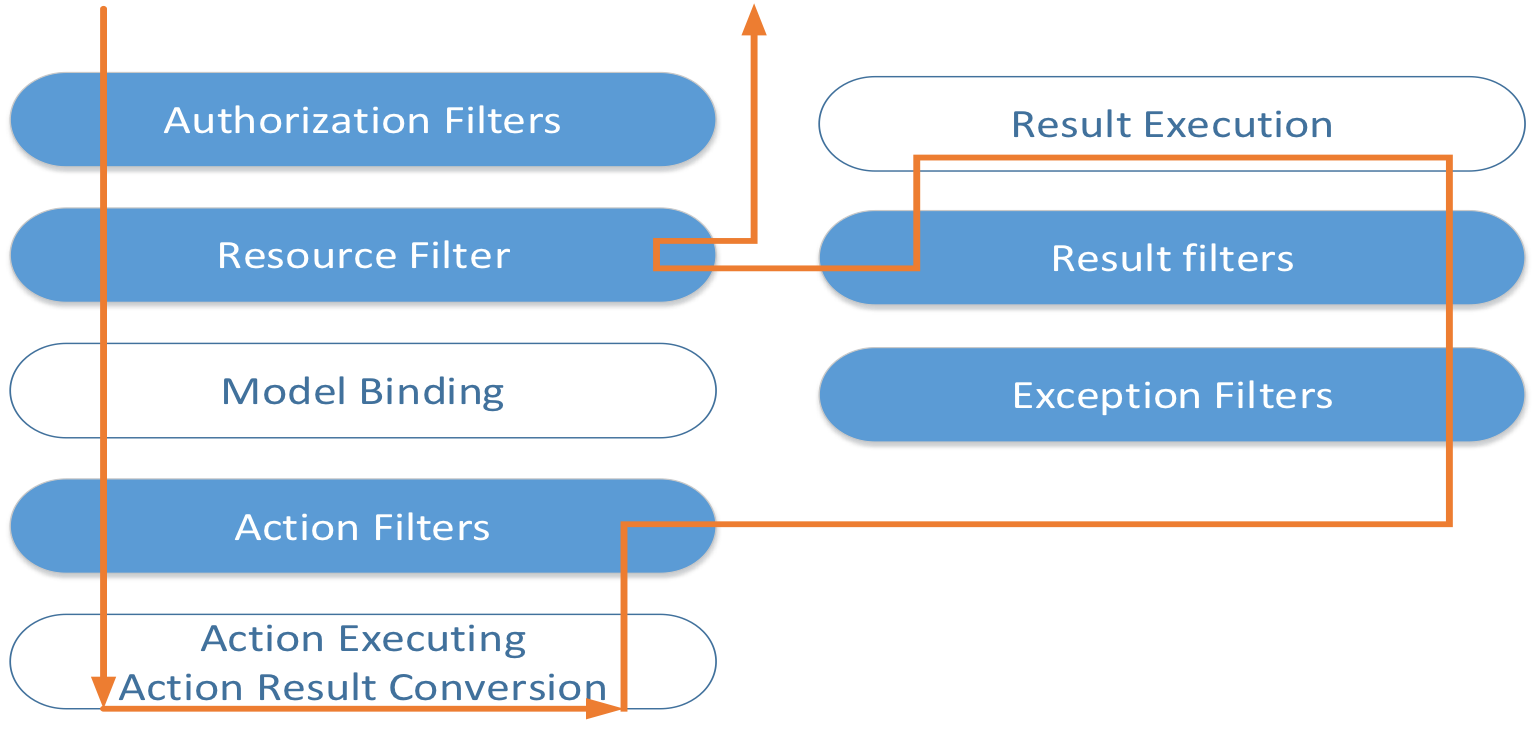 Authorization Filters
Resource Filter
Model Binding
Action Filters
Action Executing
Action Result Conversion
Result Execution
Result filters
Exception Filters